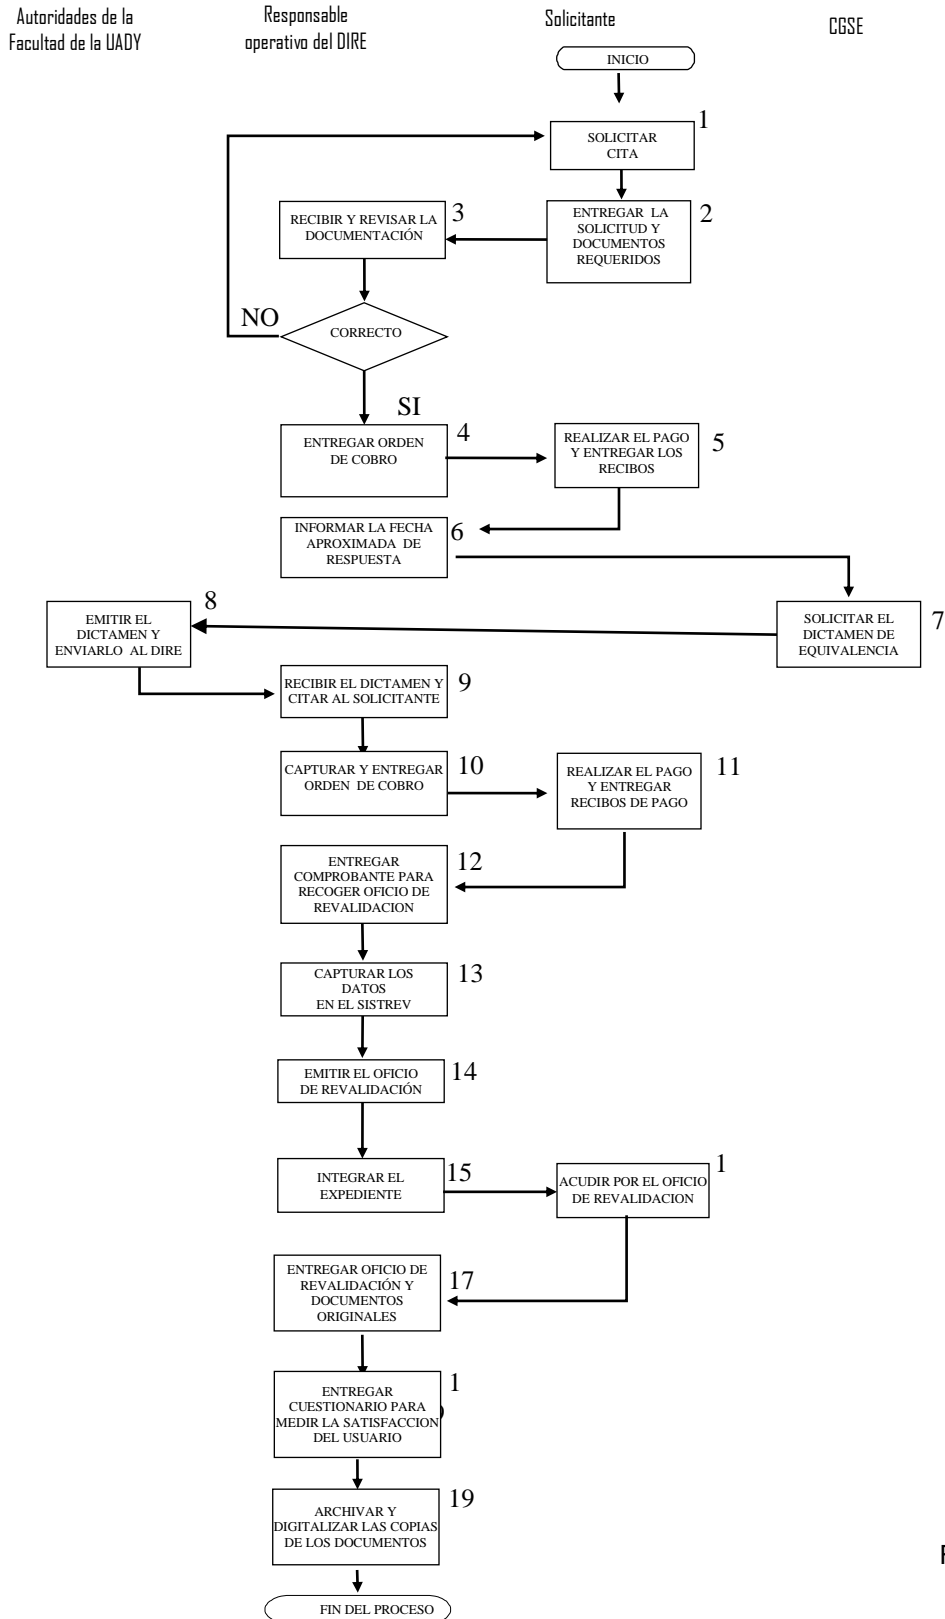 Autoridades de la
Facultad de la UADY
Responsable
operativo del DIRE
Solicitante
CGSE
INICIO
1
SOLICITAR
CITA
ENTREGAR LA
SOLICITUD Y
DOCUMENTOS
REQUERIDOS
2
RECIBIR Y REVISAR LA
DOCUMENTACIÓN
3
NO
CORRECTO
SI
ENTREGAR ORDEN
DE COBRO
4
REALIZAR EL PAGO
Y ENTREGAR LOS
RECIBOS
5
INFORMAR LA FECHA
APROXIMADA DE
RESPUESTA
6
SOLICITAR EL
DICTAMEN DE
EQUIVALENCIA
7
EMITIR EL
DICTAMEN Y
ENVIARLO AL DIRE
8
RECIBIR EL DICTAMEN Y
CITAR AL SOLICITANTE
9
CAPTURAR Y ENTREGAR
ORDEN DE COBRO
10
REALIZAR EL PAGO
Y ENTREGAR
RECIBOS DE PAGO
11
ENTREGAR
COMPROBANTE PARA
RECOGER OFICIO DE
REVALIDACION
12
CAPTURAR LOS
DATOS
EN EL SISTREV
13
EMITIR EL OFICIO
DE REVALIDACIÓN
14
INTEGRAR EL
EXPEDIENTE
15
ACUDIR POR EL OFICIO
DE REVALIDACION
1
ENTREGAR OFICIO DE
REVALIDACIÓN Y
DOCUMENTOS
ORIGINALES
17
ENTREGAR
CUESTIONARIO PARA
MEDIR LA SATISFACCION
DEL USUARIO
1
ARCHIVAR Y
DIGITALIZAR LAS COPIAS
DE LOS DOCUMENTOS
19
FIN DEL PROCESO